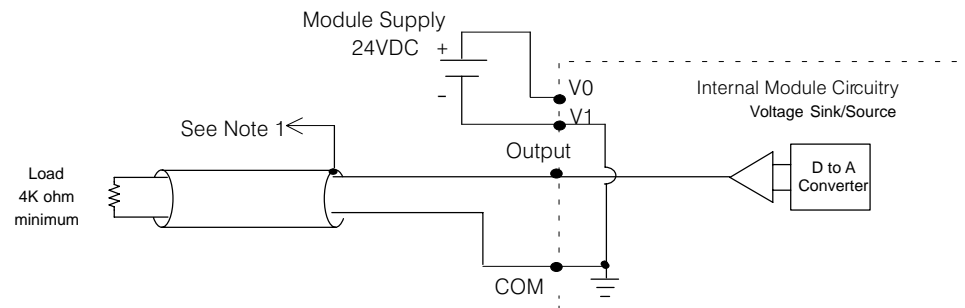 Module Supply
24VDC
+
-
V0
V1
Internal Module Circuitry
Voltage Sink/Source
See Note 1
Output
Load
4K ohm
minimum
D to A
Converter
COM